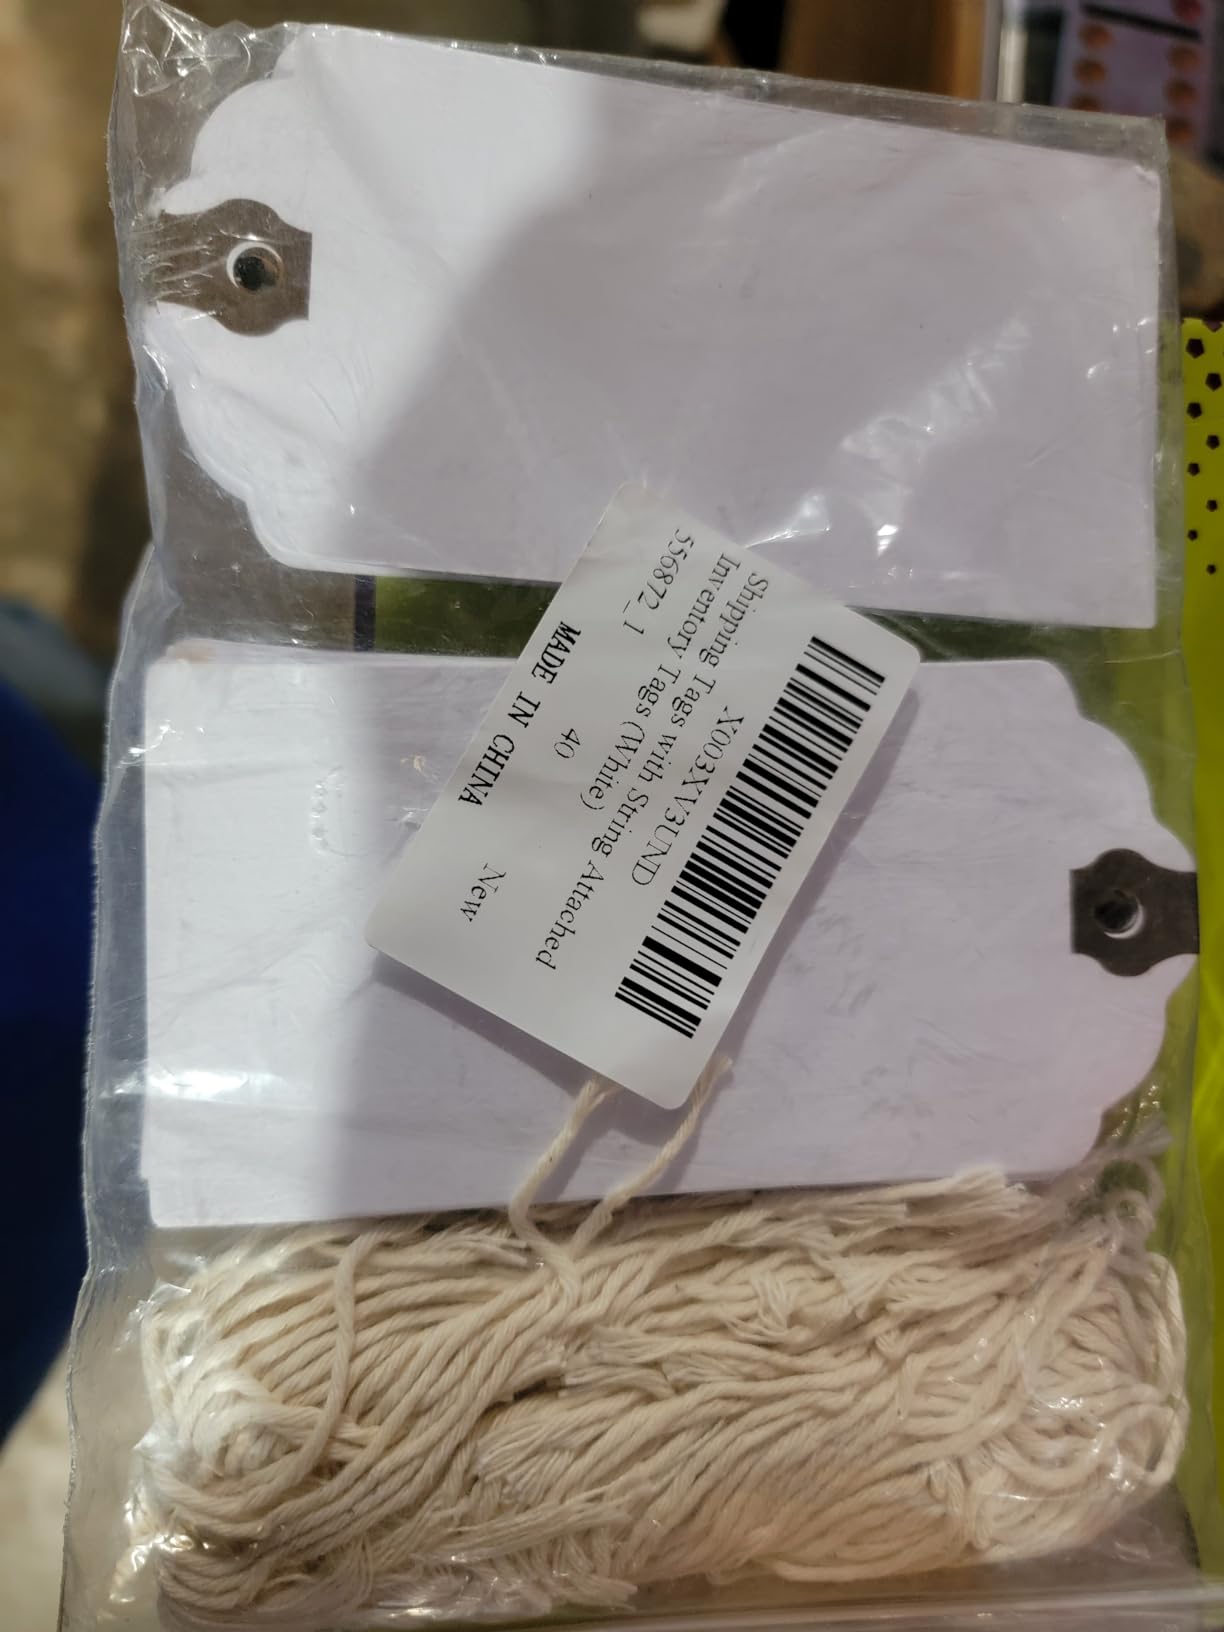 X003XV3UND
Shipping Tags with String Attached
Inventory Tags (White)
556872_1
40
New
MADE IN CHINA